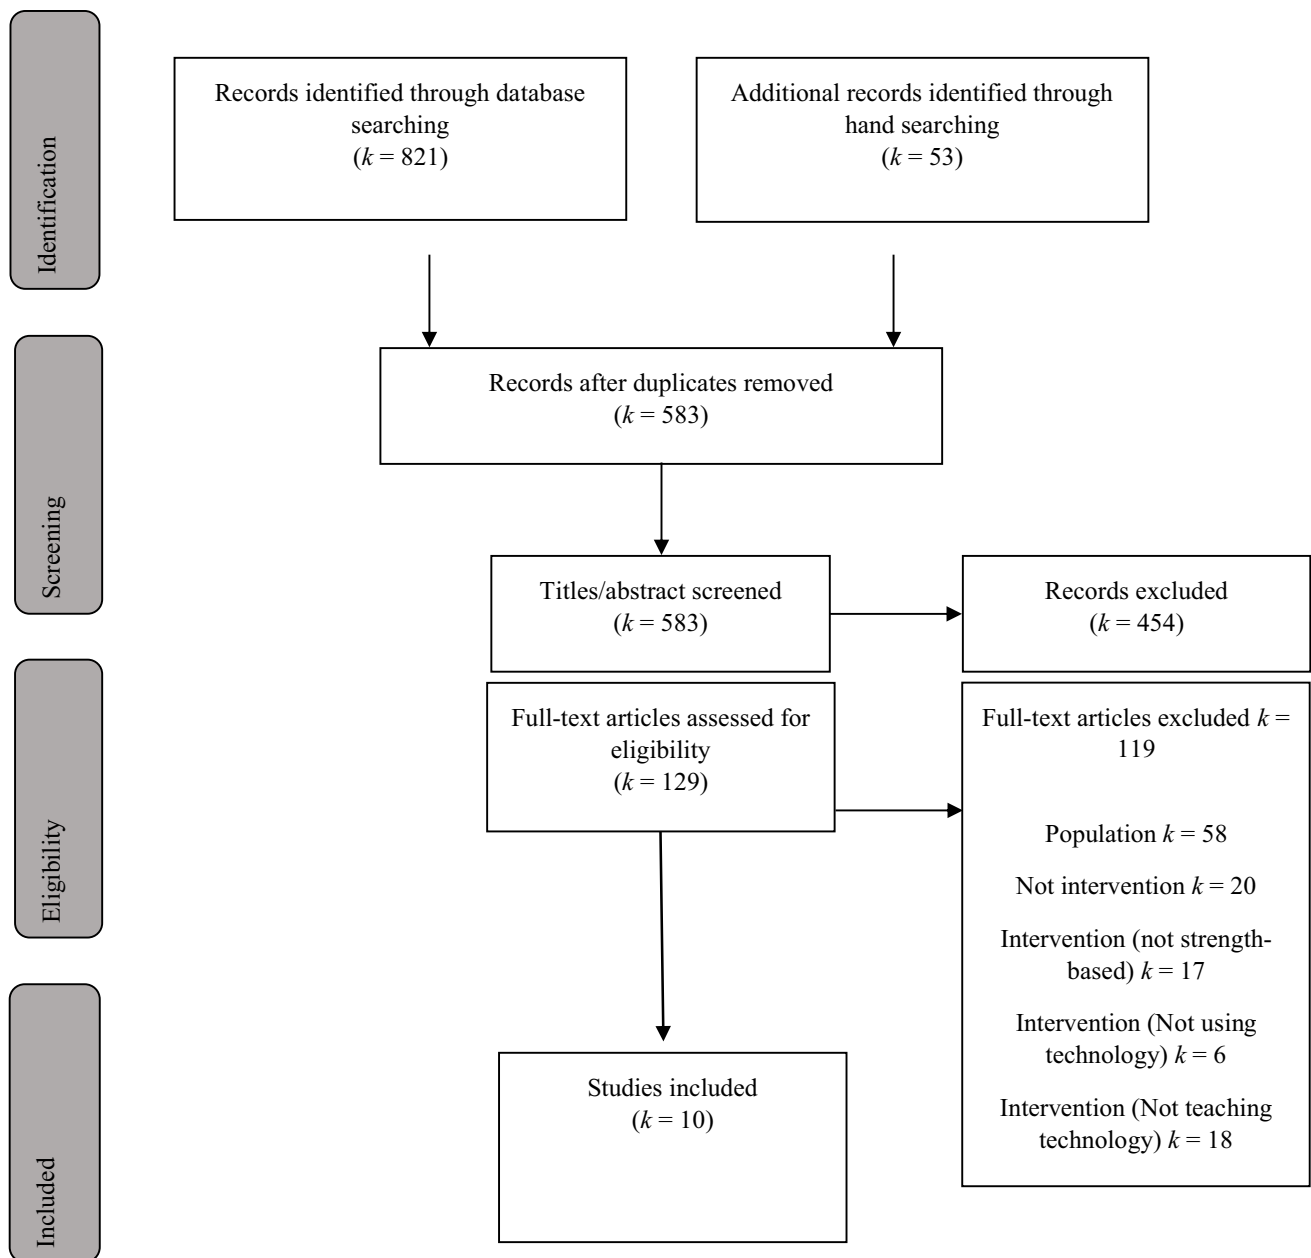 Identification
Records identified through database
searching
(k = 821)
Additional records identified through
hand searching
(k = 53)
Screening
Records after duplicates removed
(k = 583)
Titles/abstract screened
(k = 583)
Records excluded
(k = 454)
Eligibility
Full-text articles assessed for
eligibility
(k = 129)
Full-text articles excluded k =
119
Population k = 58
Not intervention k = 20
Intervention (not strength-
based) k = 17
Intervention (Not using
technology) k = 6
Intervention (Not teaching
technology) k = 18
Included
Studies included
(k = 10)